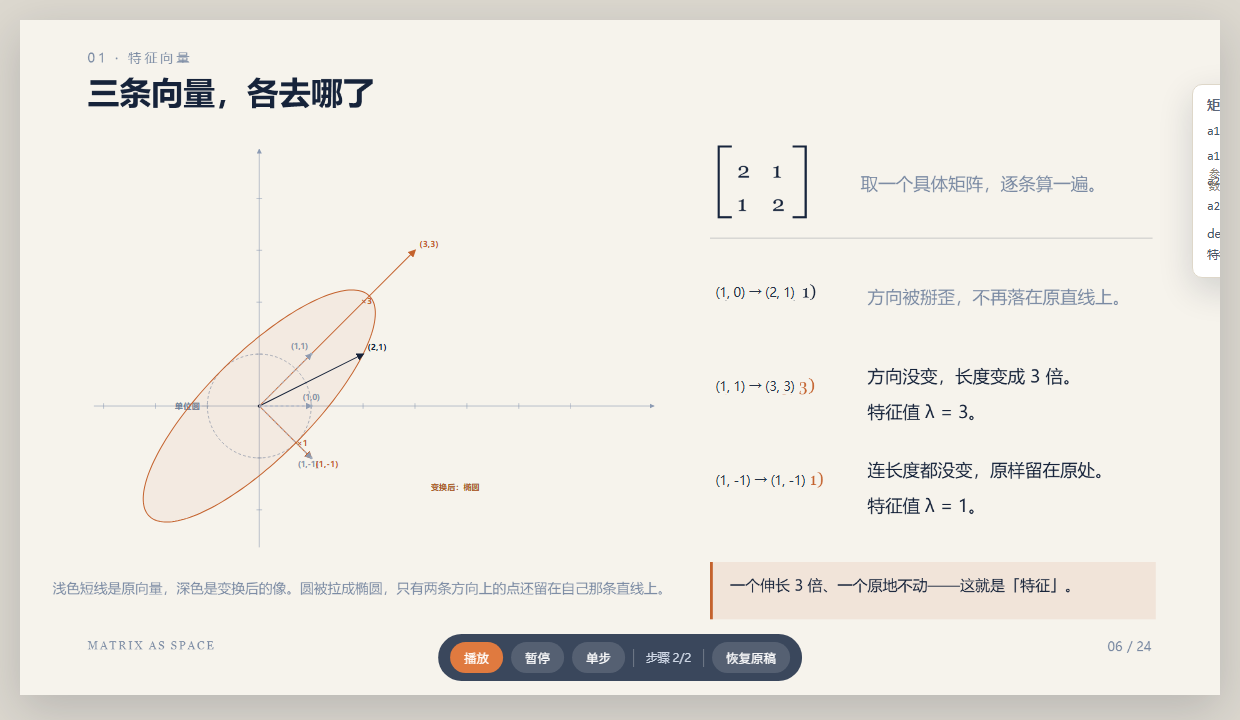 01 · 特征向量
三条向量，各去哪了
(3,3)
×3
(1,1)
(2,1)
(1,0)
单位圆
×1
(1,-1)
(1,-1)
变换后：椭圆
浅色短线是原向量，深色是变换后的像。圆被拉成椭圆，只有两条方向上的点还留在自己那条直线上。
2 1
1 2
取一个具体矩阵，逐条算一遍。
(1, 0) → (2, 1) 1)
方向被掰歪，不再落在原直线上。
(1, 1) → (3, 3) 3)
方向没变，长度变成 3 倍。
特征值 λ = 3。
(1, -1) → (1, -1) 1)
连长度都没变，原样留在原处。
特征值 λ = 1。
一个伸长 3 倍、一个原地不动——这就是「特征」。
矩
a1
a1
参
数
a2
a2
de
特
MATRIX AS SPACE
播放
暂停
单步
步骤 2/2
恢复原稿
06 / 24